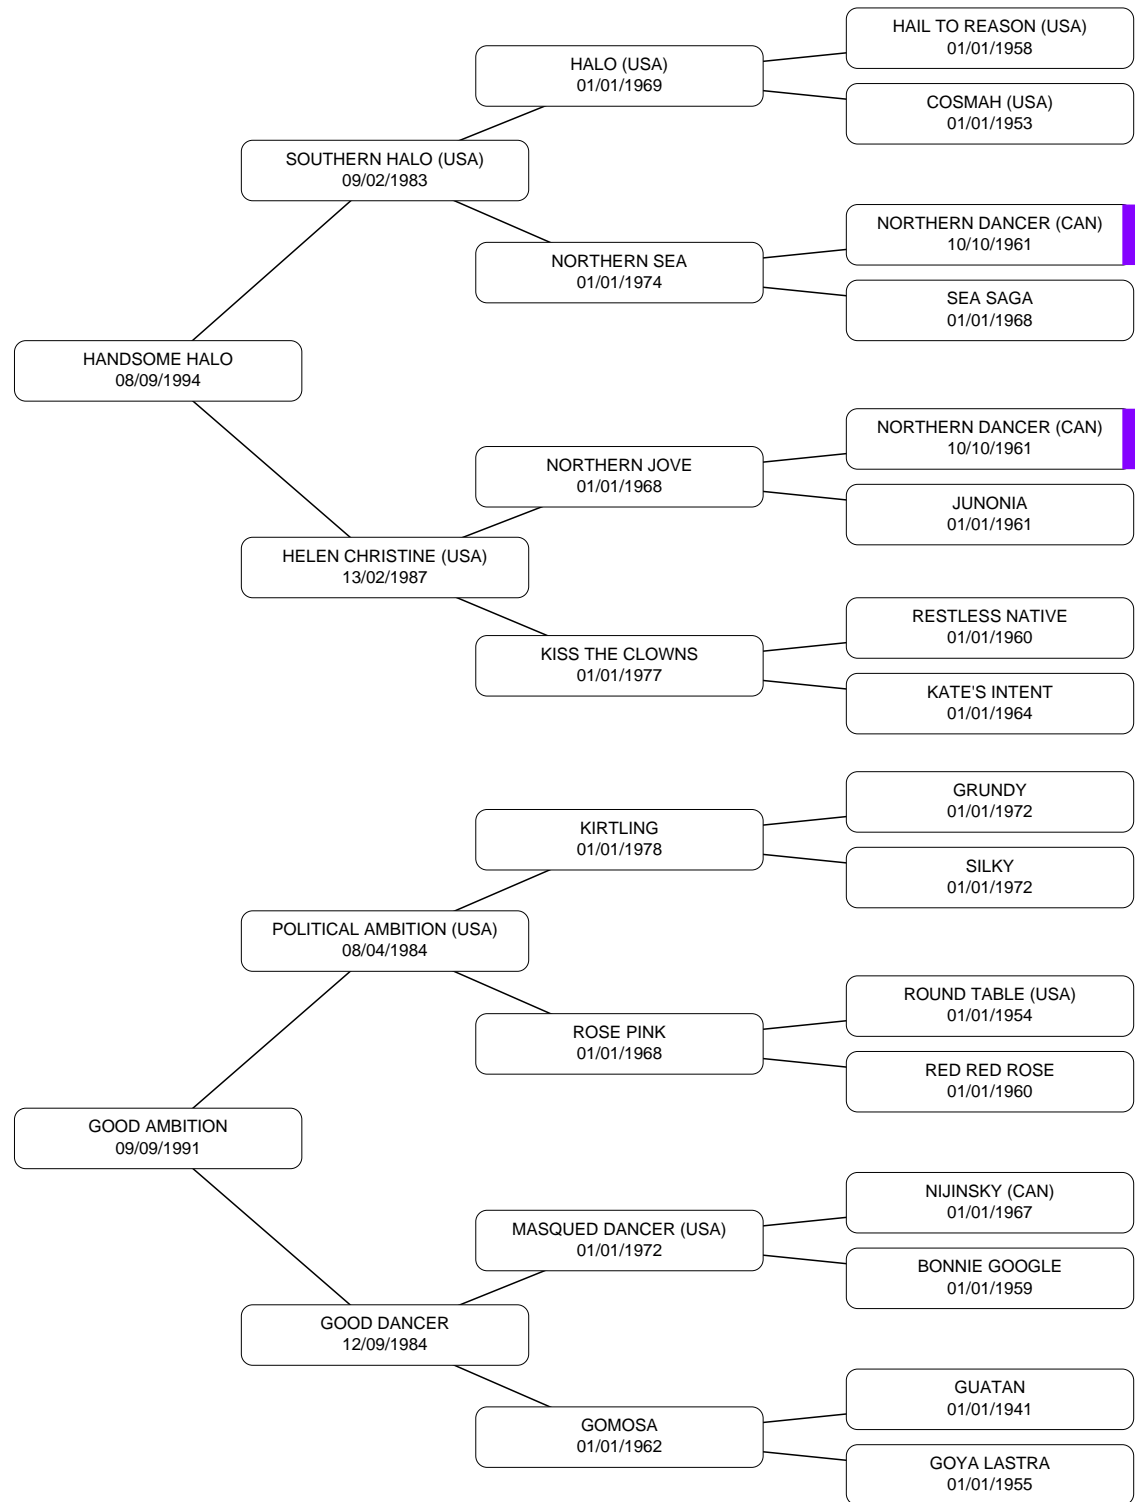 HAIL TO REASON (USA)
01/01/1958
HALO (USA)
01/01/1969
COSMAH (USA)
01/01/1953
SOUTHERN HALO (USA)
09/02/1983
NORTHERN DANCER (CAN)
10/10/1961
NORTHERN SEA
01/01/1974
SEA SAGA
01/01/1968
HANDSOME HALO
08/09/1994
NORTHERN DANCER (CAN)
10/10/1961
NORTHERN JOVE
01/01/1968
JUNONIA
01/01/1961
HELEN CHRISTINE (USA)
13/02/1987
RESTLESS NATIVE
01/01/1960
KISS THE CLOWNS
01/01/1977
KATE'S INTENT
01/01/1964
GRUNDY
01/01/1972
KIRTLING
01/01/1978
SILKY
01/01/1972
POLITICAL AMBITION (USA)
08/04/1984
ROUND TABLE (USA)
01/01/1954
ROSE PINK
01/01/1968
RED RED ROSE
01/01/1960
GOOD AMBITION
09/09/1991
NIJINSKY (CAN)
01/01/1967
MASQUED DANCER (USA)
01/01/1972
BONNIE GOOGLE
01/01/1959
GOOD DANCER
12/09/1984
GUATAN
01/01/1941
GOMOSA
01/01/1962
GOYA LASTRA
01/01/1955